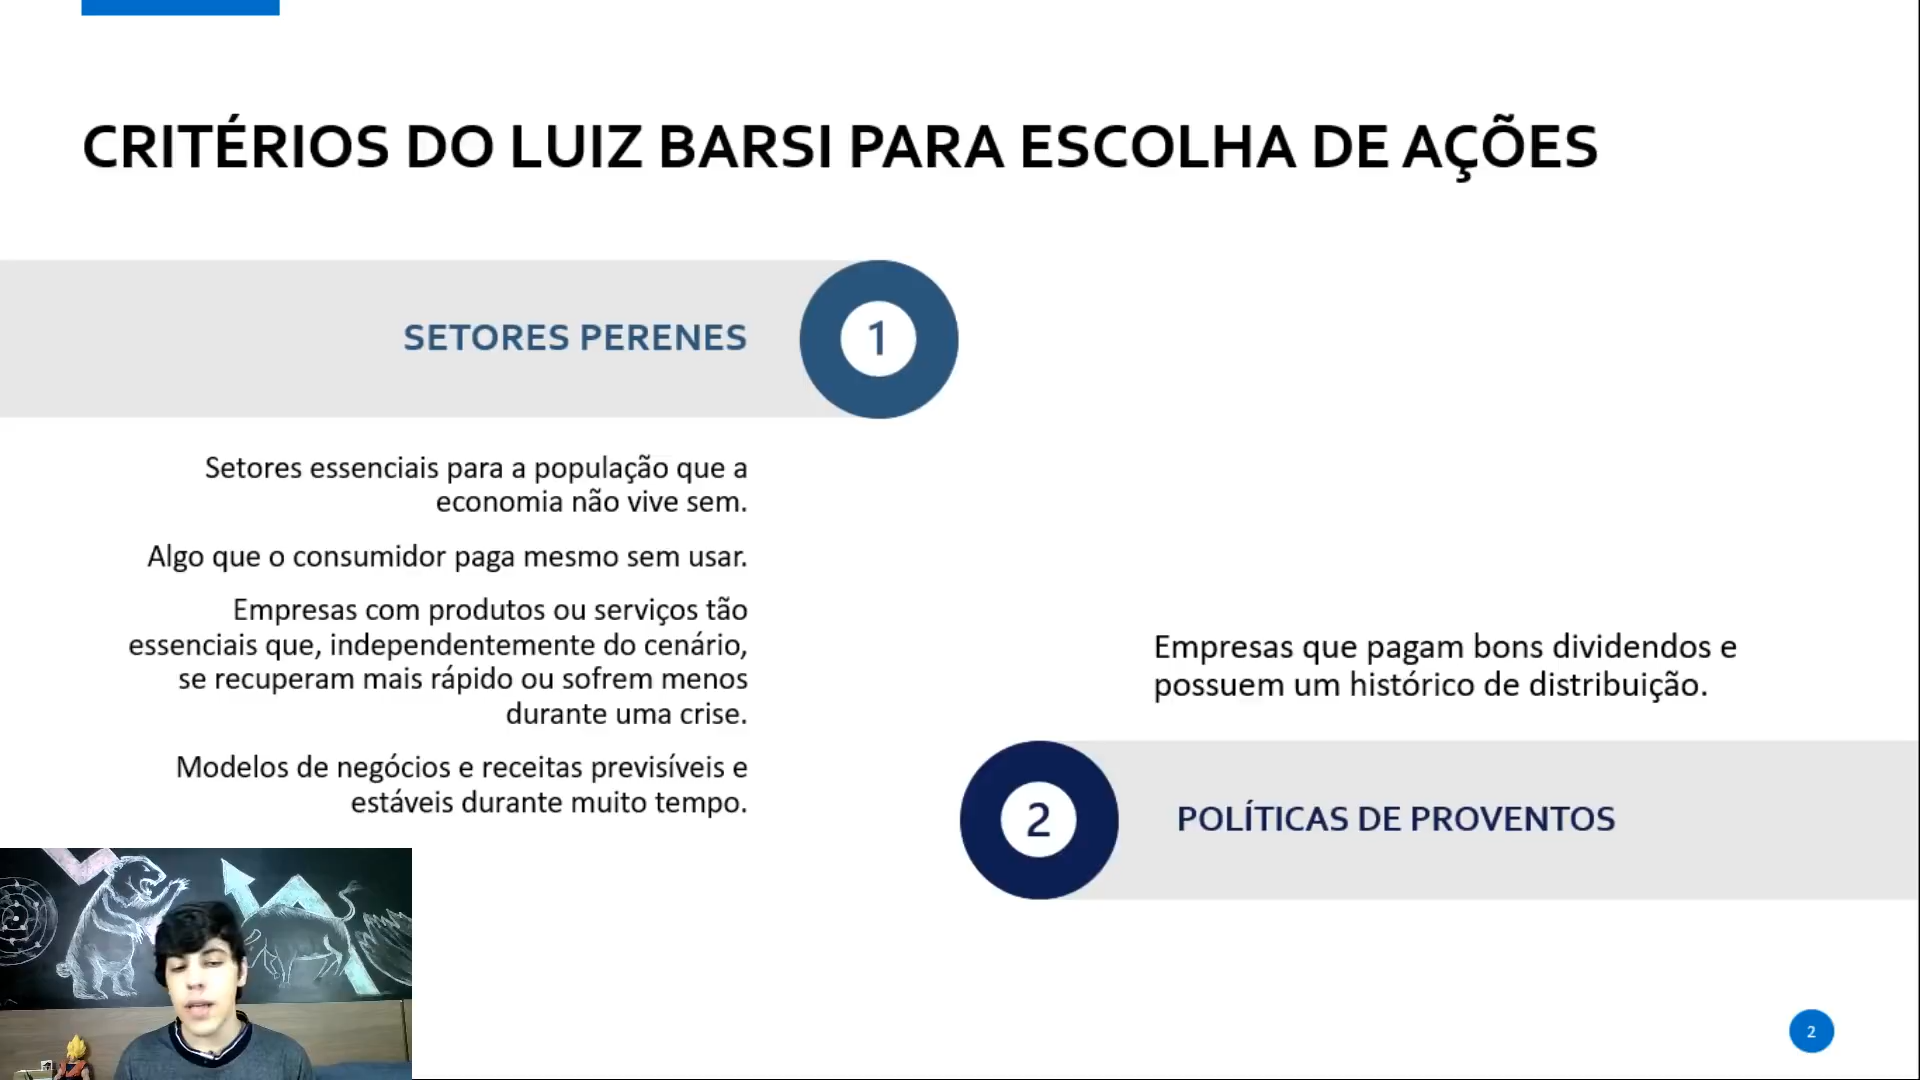 CRITÉRIOS DO LUIZ BARSI PARA ESCOLHA DE AÇÕES
SETORES PERENES
1
Setores essenciais para a população que a
economia não vive sem.
Algo que o consumidor paga mesmo sem usar.
Empresas com produtos ou serviços tão
essenciais que, independentemente do cenário,
se recuperam mais rápido ou sofrem menos
durante uma crise.
Modelos de negócios e receitas previsíveis e
estáveis durante muito tempo.
Empresas que pagam bons dividendos e
possuem um histórico de distribuição.
2
POLÍTICAS DE PROVENTOS
2